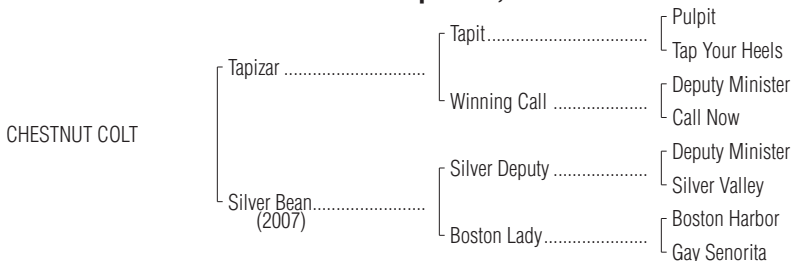 Pulpit
Tapit................................
Tap Your Heels
Tapizar ............................
Deputy Minister
Winning Call ...................
Call Now
CHESTNUT COLT
Deputy Minister
Silver Deputy ...................
Silver Valley
Silver Bean.......................
(2007)
Boston Harbor
Boston Lady.....................
Gay Senorita